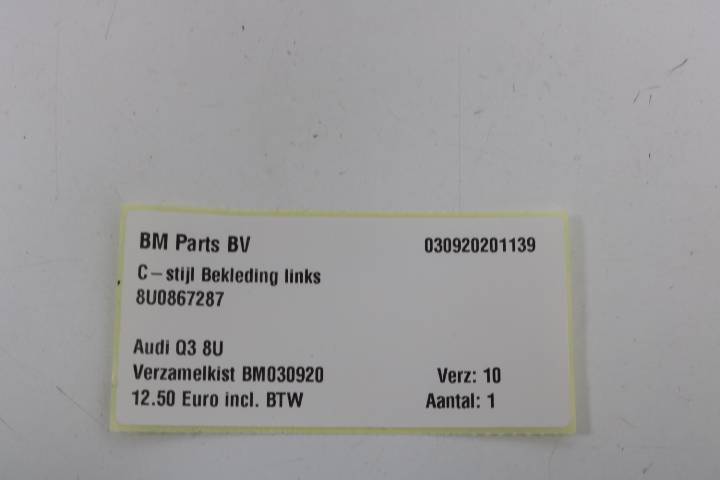 BM Parts BV 030920201139
C-stijl Bekleding links
8U0867287
Audi Q3 8U
Verzamelkist BM030920 Verz: 10
12.50 Euro incl. BTW Aantal: 1